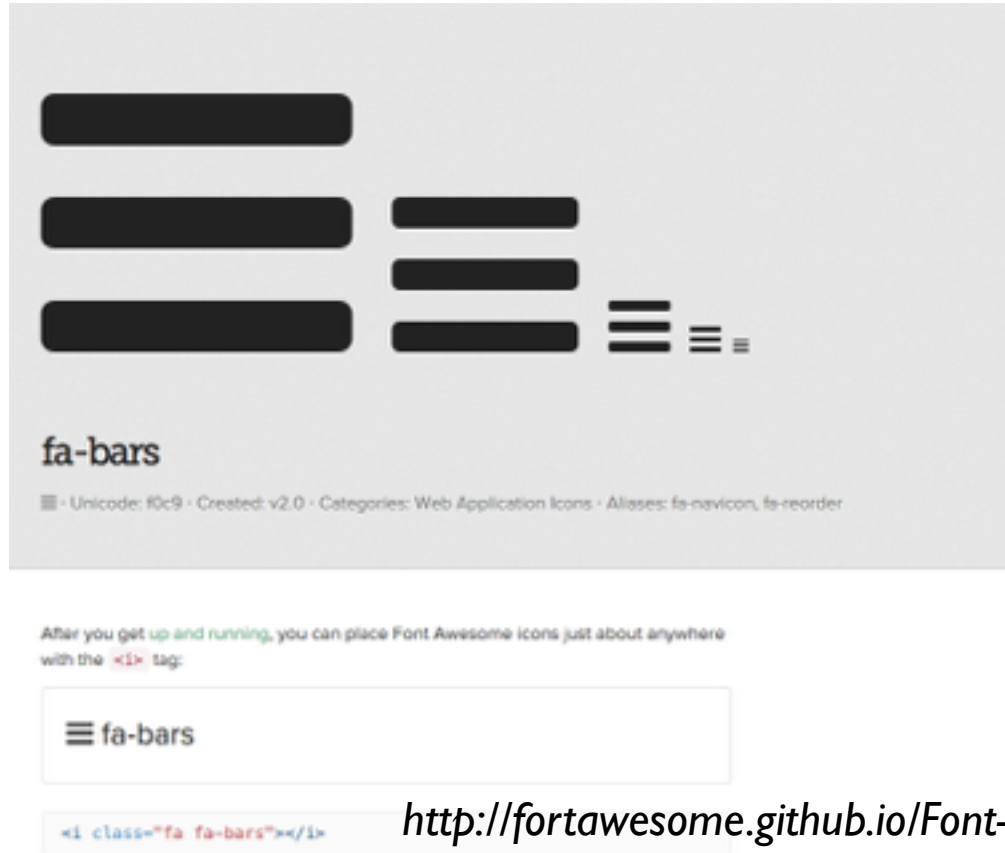 fa-bars
· Unicode: f0c9 · Created: v2.0 · Categories: Web Application Icons · Aliases: fa-navicon, fa-reorder
After you get up and running, you can place Font Awesome icons just about anywhere
with the <i> tag:
fa-bars
<i class="fa fa-bars"></i>
http://fortawesome.github.io/Font-